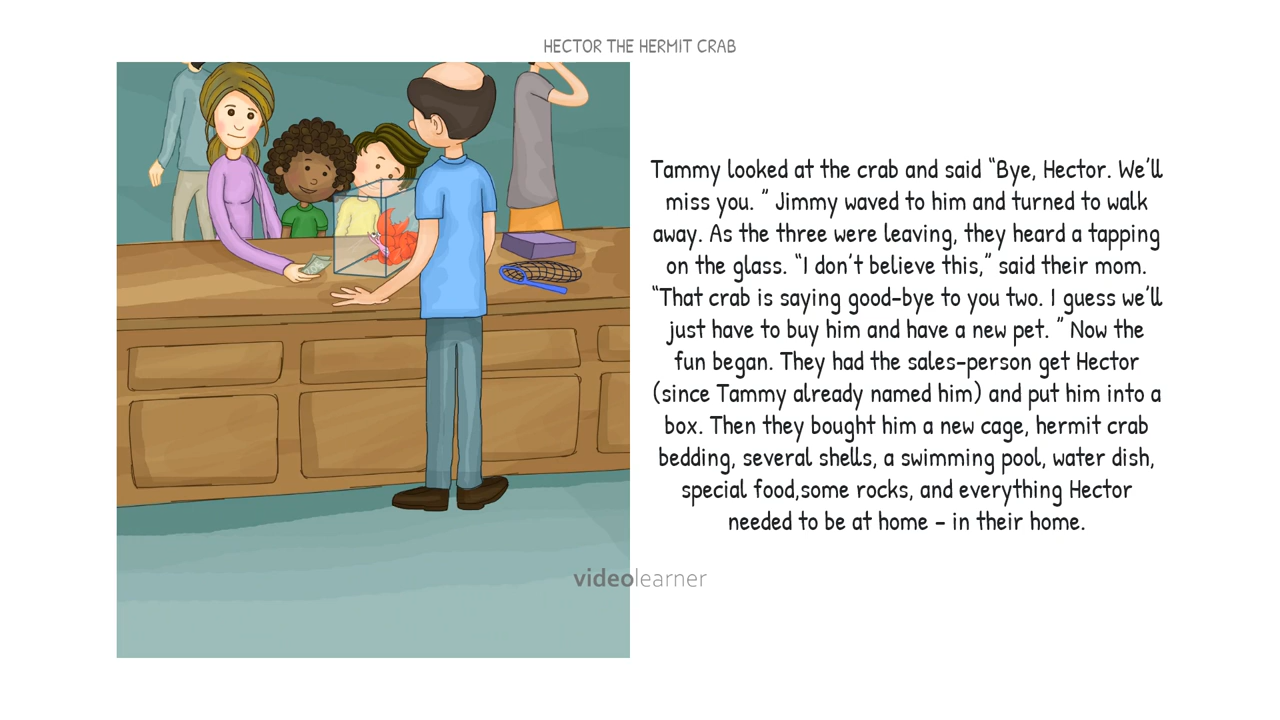 HECTOR THE HERMIT CRAB
Tammy looked at the crab and said “Bye, Hector. We’ll
miss you. ” Jimmy waved to him and turned to walk
away. As the three were leaving, they heard a tapping
on the glass. “I don’t believe this,” said their mom.
“That crab is saying good-bye to you two. I guess we’ll
just have to buy him and have a new pet. ” Now the
fun began. They had the sales-person get Hector
(since Tammy already named him) and put him into a
box. Then they bought him a new cage, hermit crab
bedding, several shells, a swimming pool, water dish,
special food,some rocks, and everything Hector
needed to be at home – in their home.
videolearner